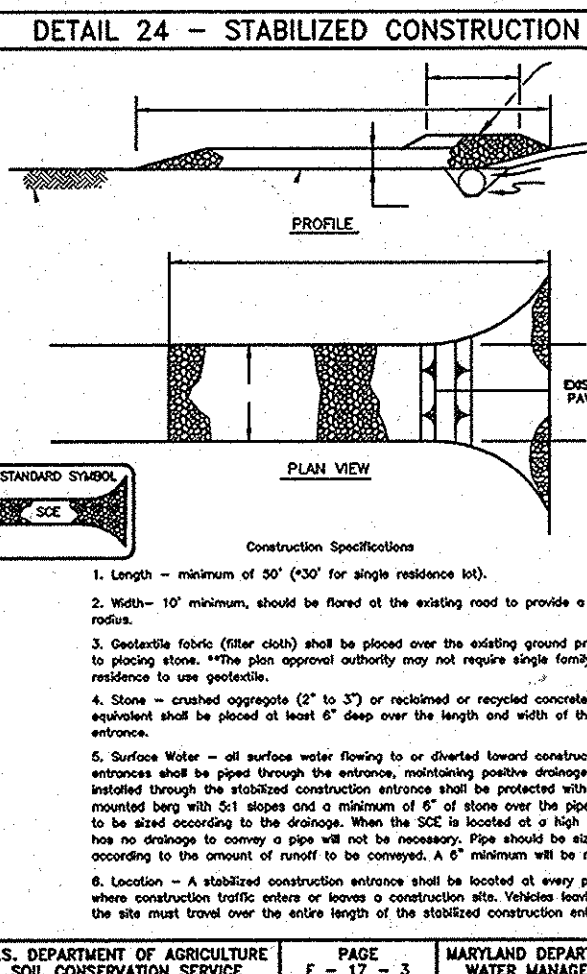 DETAIL 24 - STABILIZED CONSTRUCTION
PROFILE
EXIS
PAV
PLAN VIEW
STANDARD SYMBOL
SCE
Construction Specifications
1. Length - minimum of 50' (*30' for single residence lot).
2. Width- 10' minimum, should be flared at the existing road to provide a
radius.
3. Geotextile fabric (filter cloth) shall be placed over the existing ground pr
to placing stone. **The plan approval authority may not require single family
residence to use geotextile.
4. Stone - crushed aggregate (2" to 3") or reclaimed or recycled concrete
equivalent shall be placed at least 6" deep over the length and width of th
entrance.
5. Surface Water - all surface water flowing to or diverted toward construc
entrances shall be piped through the entrance, maintaining positive drainage
installed through the stabilized construction entrance shall be protected with
mounted berg with 5:1 slopes and a minimum of 6" of stone over the pipe
to be sized according to the drainage. When the SCE is located at a high
has no drainage to convey a pipe will not be necessary. Pipe should be siz
according to the amount of runoff to be conveyed. A 6" minimum will be r
6. Location - A stabilized construction entrance shall be located at every p
where construction traffic enters or leaves a construction site. Vehicles leavi
the site must travel over the entire length of the stabilized construction ent
.S. DEPARTMENT OF AGRICULTURE
SOIL CONSERVATION SERVICE
PAGE
F - 17 - 3
MARYLAND DEPAR
WATER MANAG